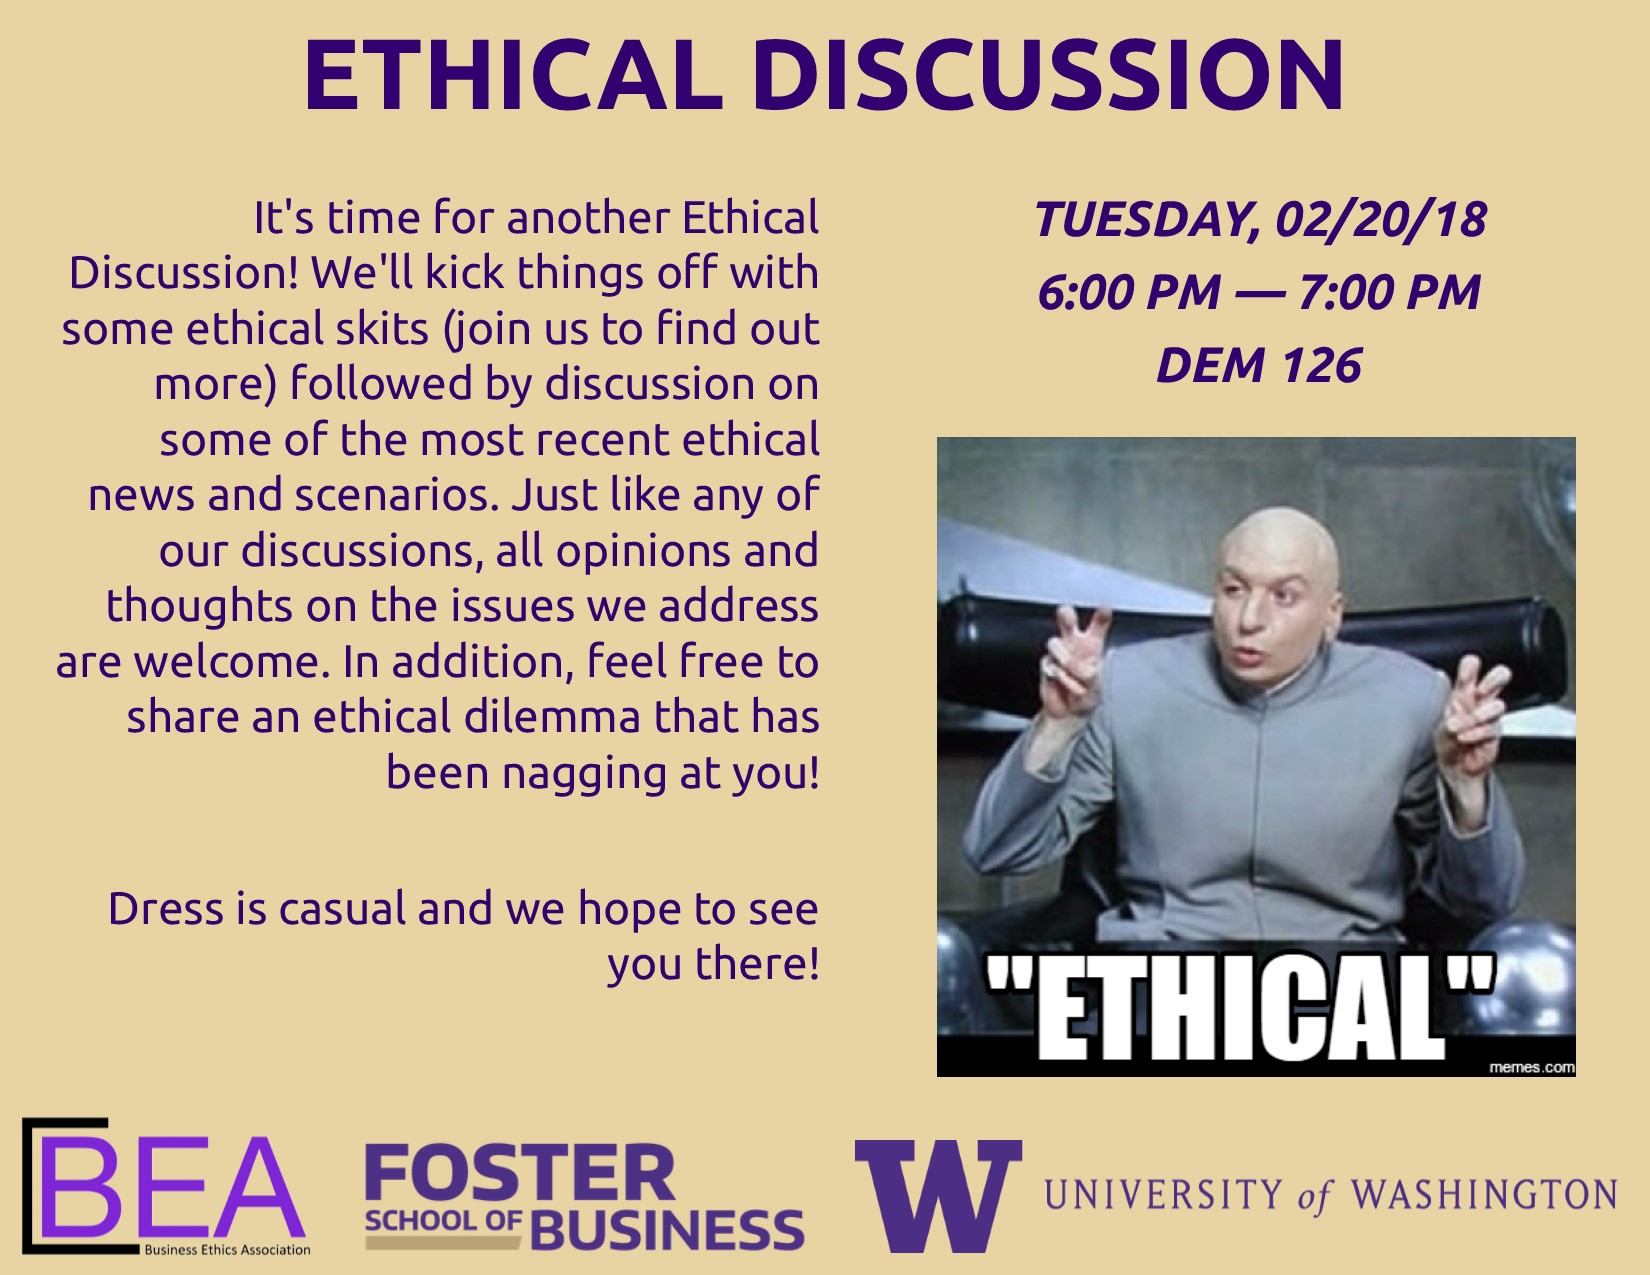 ETHICAL DISCUSSION
It's time for another Ethical
Discussion! We'll kick things off with
some ethical skits (join us to find out
more) followed by discussion on
some of the most recent ethical
news and scenarios. Just like any of
our discussions, all opinions and
thoughts on the issues we address
are welcome. In addition, feel free to
share an ethical dilemma that has
been nagging at you!
Dress is casual and we hope to see
you there!
TUESDAY, 02/20/18
6:00 PM — 7:00 PM
DEM 126
"ETHICAL"
memes.com
BEA
Business Ethics Association
FOSTER
SCHOOL OF BUSINESS
W UNIVERSITY of WASHINGTON